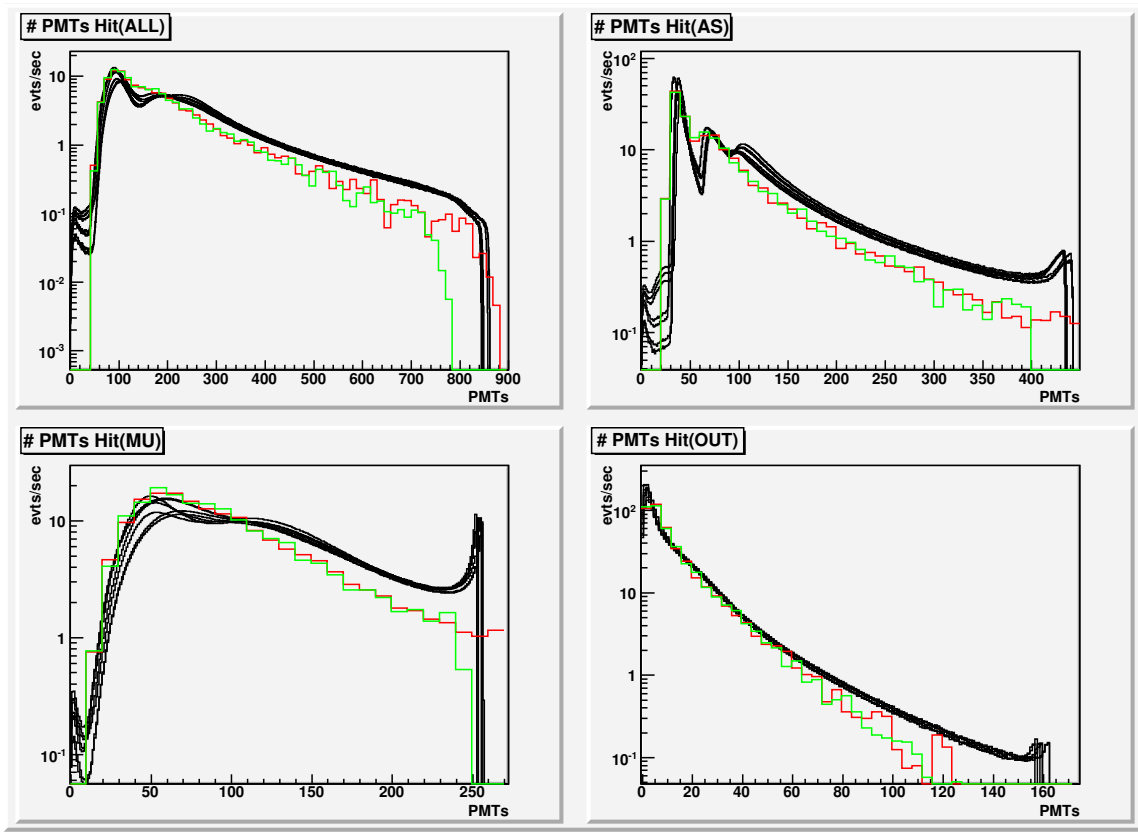 # PMTs Hit(ALL)
evts/sec
10
1
10-1
10-2
10-3
0 100 200 300 400 500 600 700 800 900
PMTs
# PMTs Hit(AS)
evts/sec
102
10
1
10-1
0 50 100 150 200 250 300 350 400
PMTs
# PMTs Hit(MU)
evts/sec
10
1
10-1
50 100 150 200 250
PMTs
# PMTs Hit(OUT)
evts/sec
102
10
1
10-1
0 20 40 60 80 100 120 140 160
PMTs